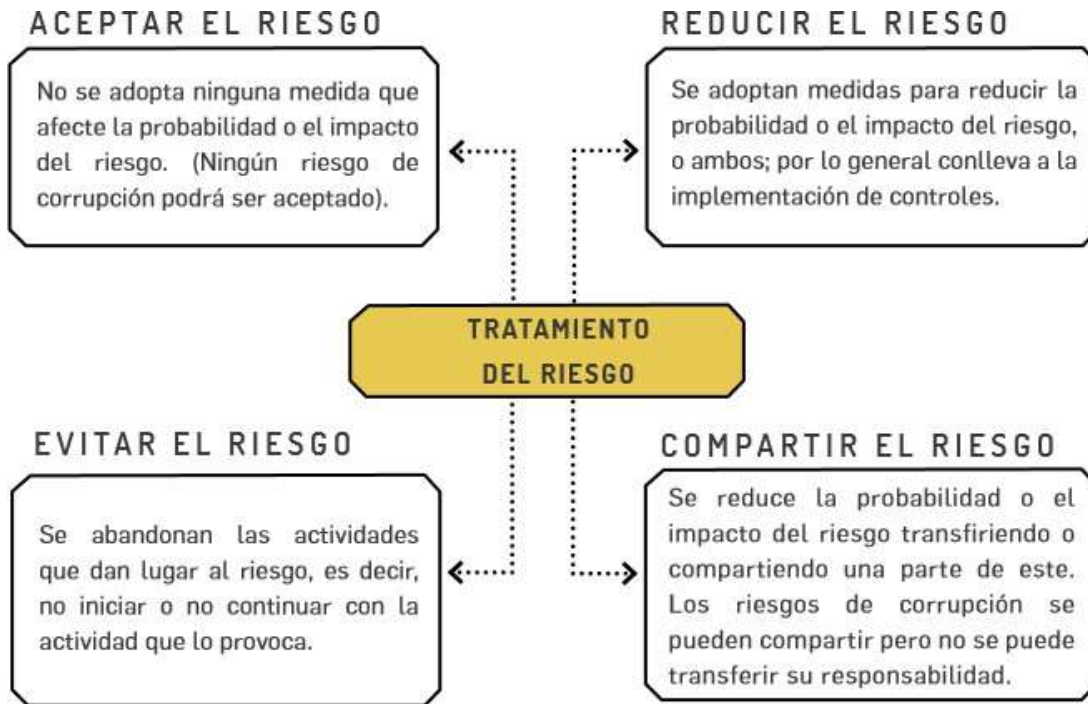 ACEPTAR EL RIESGO
No se adopta ninguna medida que
afecte la probabilidad o el impacto
del riesgo. (Ningún riesgo de
corrupción podrá ser aceptado).
REDUCIR EL RIESGO
Se adoptan medidas para reducir la
probabilidad o el impacto del riesgo,
o ambos; por lo general conlleva a la
implementación de controles.
TRATAMIENTO
DEL RIESGO
EVITAR EL RIESGO
Se abandonan las actividades
que dan lugar al riesgo, es decir,
no iniciar o no continuar con la
actividad que lo provoca.
COMPARTIR EL RIESGO
Se reduce la probabilidad o el
impacto del riesgo transfiriendo o
compartiendo una parte de este.
Los riesgos de corrupción se
pueden compartir pero no se puede
transferir su responsabilidad.